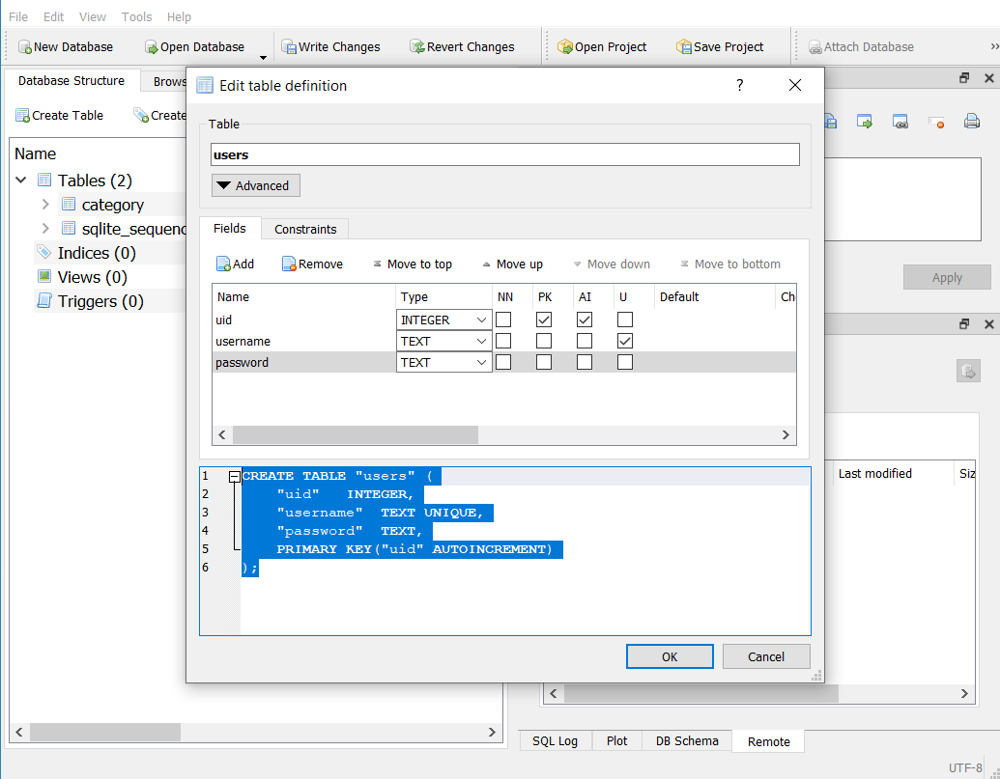 File Edit View Tools Help
New Database Open Database Write Changes Revert Changes Open Project Save Project Attach Database »
Database Structure Brows
Create Table Create
Name
Tables (2)
category
sqlite_sequenc
Indices (0)
Views (0)
Triggers (0)
Edit table definition ?
Table
users
Advanced
Fields Constraints
Add Remove Move to top Move up Move down Move to bottom
Name Type NN PK AI U Default Ch
uid INTEGER
username TEXT
password TEXT
1 CREATE TABLE "users" (
2 "uid" INTEGER,
3 "username" TEXT UNIQUE,
4 "password" TEXT,
5 PRIMARY KEY("uid" AUTOINCREMENT)
6 );
OK Cancel
Apply
Last modified Siz
SQL Log Plot DB Schema Remote
UTF-8